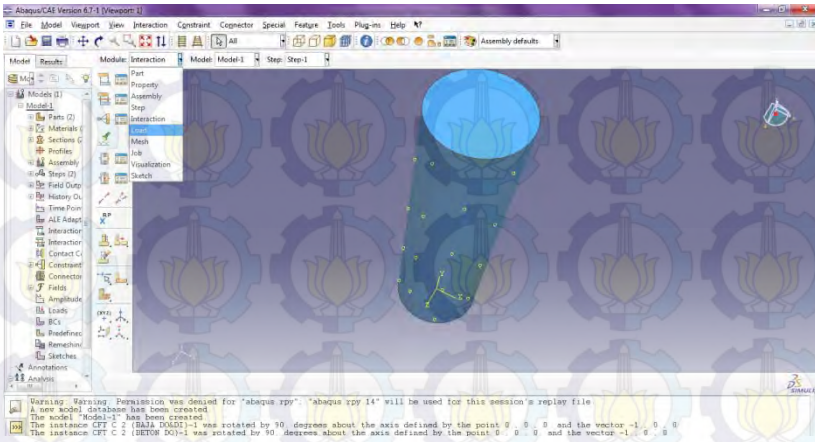 Abaqus/CAE Version 6.7-1 [Viewport: 1]
File Model Viewport View Interaction Constraint Connector Special Feature Tools Plug-ins Help
All Assembly defaults
Model Results Module: Interaction Model: Model-1 Step: Step-1
Part
Property
Assembly
Step
Interaction
Load
Mesh
Job
Visualization
Sketch
Models (1)
Model-1
Parts (2)
Materials (
Sections (2
Profiles
Assembly
Steps (2)
Field Outp
History Ou
Time Poin
ALE Adapt
Interaction
Interaction
Contact Co
Constraint
Connector
Fields
Amplitude
Loads
BCs
Predefined
Remeshing
Sketches
Annotations
Analysis
RP
SIMULIA
Warning: Warning: Permission was denied for "abaqus.rpy". "abaqus.rpy.14" will be used for this session's replay file
A new model database has been created
The model "Model-1" has been created
The instance CFT C 2 (BAJA DO&DI)-1 was rotated by 90. degrees about the axis defined by the point 0., 0., 0. and the vector -1., 0., 0
The instance CFT C 2 (BETON DO)-1 was rotated by 90. degrees about the axis defined by the point 0., 0., 0. and the vector -1., 0., 0